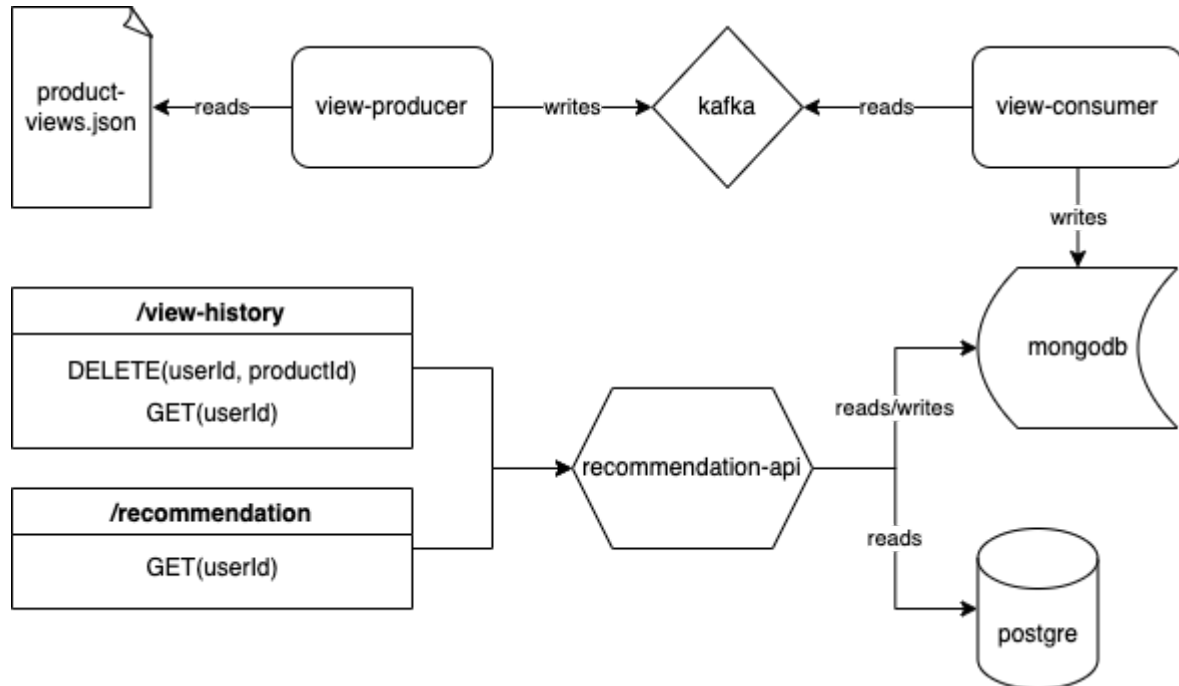 product-
views.json
reads
view-producer
writes
kafka
reads
view-consumer
writes
/view-history
DELETE(userId, productId)
GET(userId)
/recommendation
GET(userId)
recommendation-api
reads/writes
reads
mongodb
postgre